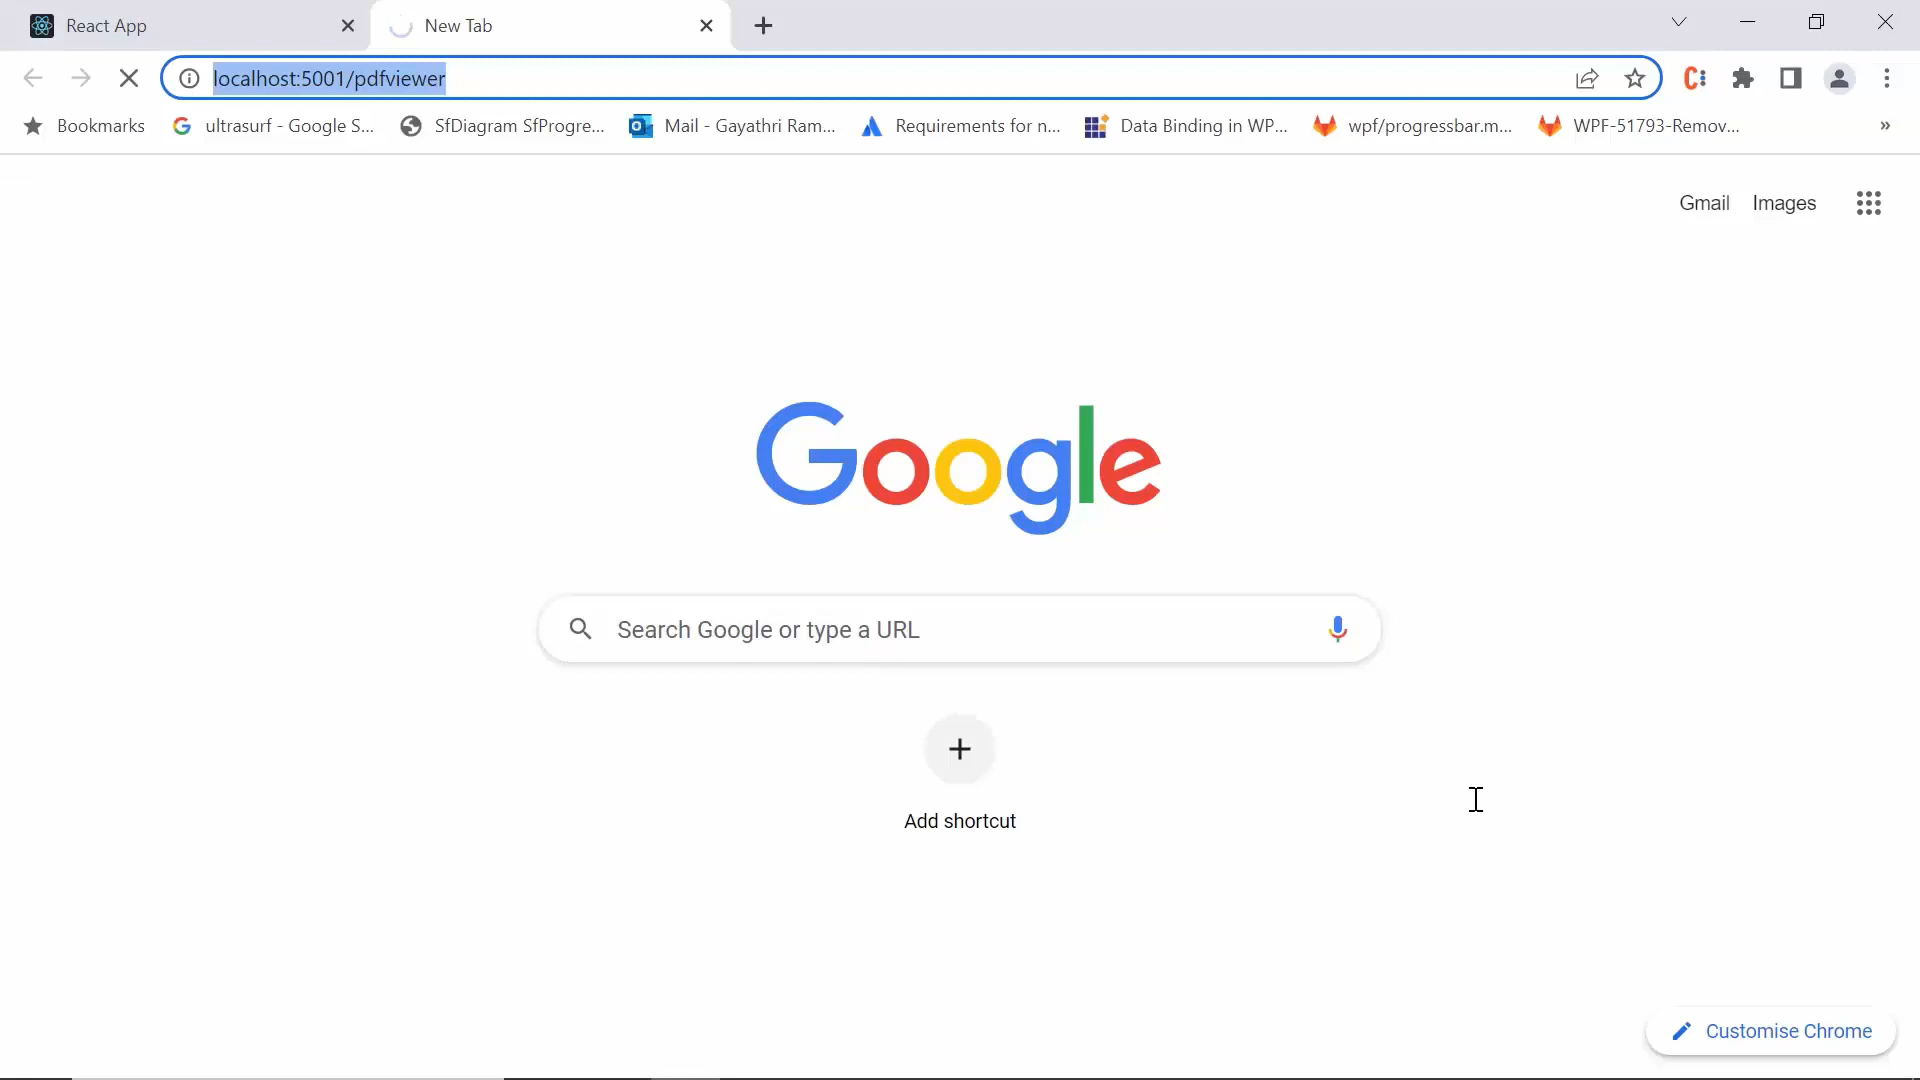 React App
New Tab
localhost:5001/pdfviewer
C:
Bookmarks
ultrasurf - Google S...
SfDiagram SfProgre...
Mail - Gayathri Ram...
Requirements for n...
Data Binding in WP...
wpf/progressbar.m...
WPF-51793-Remov...
»
Gmail
Images
Google
Search Google or type a URL
Add shortcut
Customise Chrome